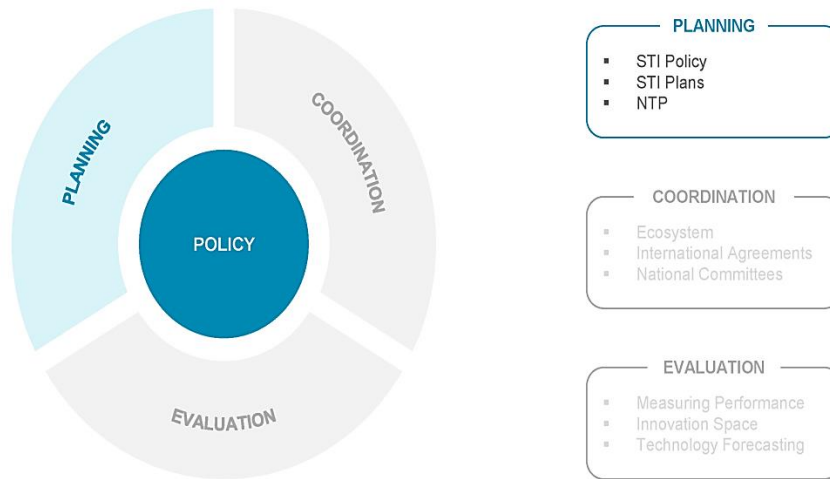 PLANNING
COORDINATION
POLICY
EVALUATION
PLANNING
▪ STI Policy
▪ STI Plans
▪ NTP
COORDINATION
▪ Ecosystem
▪ International Agreements
▪ National Committees
EVALUATION
▪ Measuring Performance
▪ Innovation Space
▪ Technology Forecasting